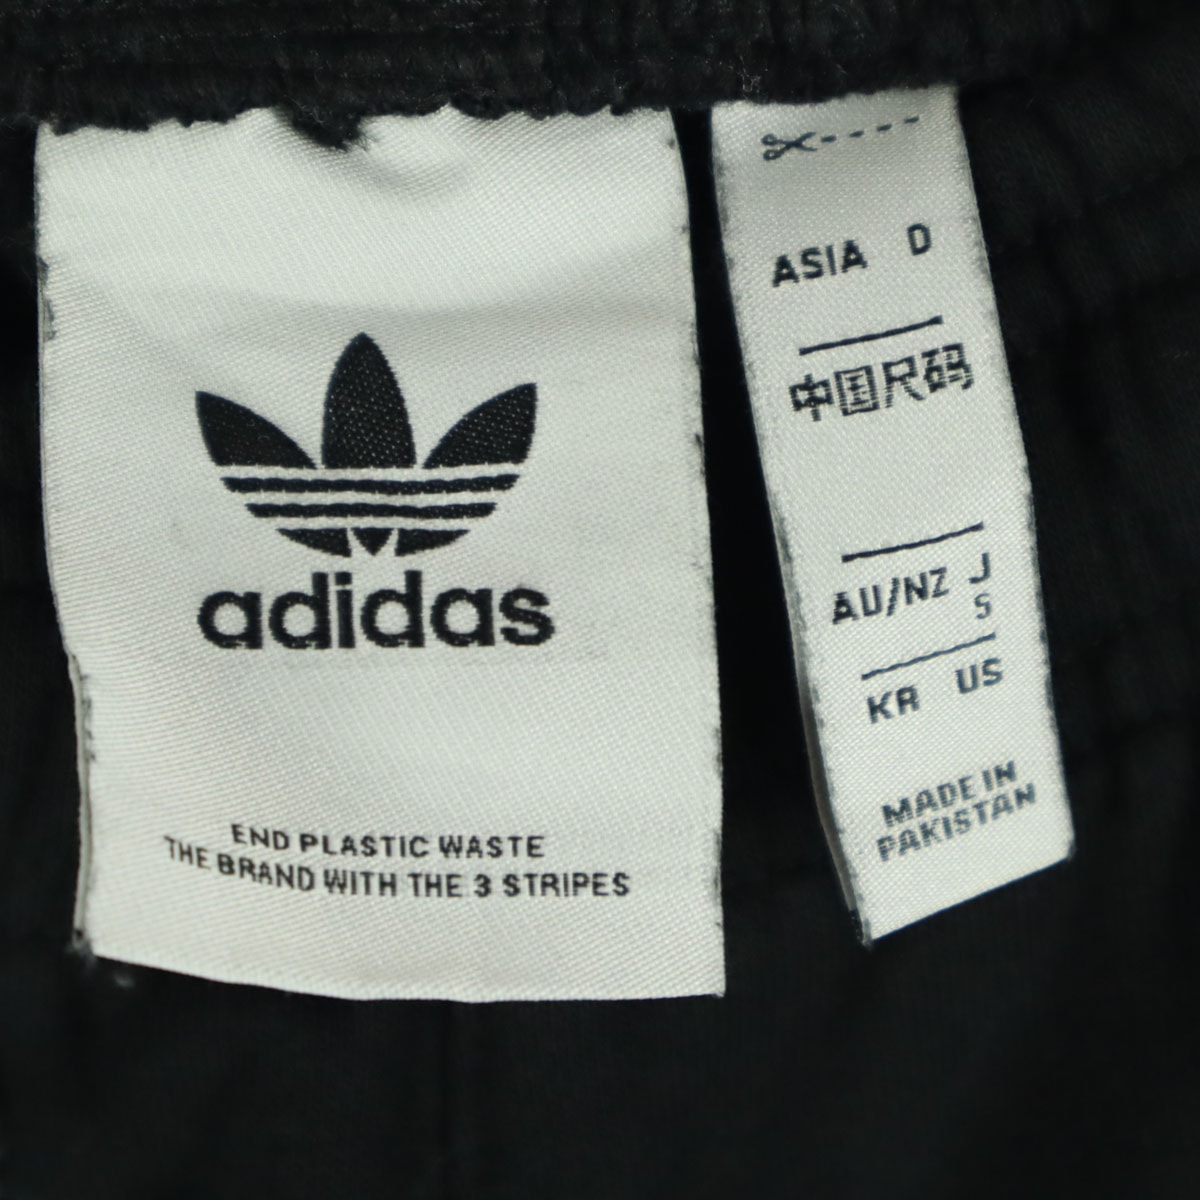 adidas
END PLASTIC WASTE
THE BRAND WITH THE 3 STRIPES
ASIA D
中国尺码
AU/NZ J
S
KR US
MADE IN
PAKISTAN